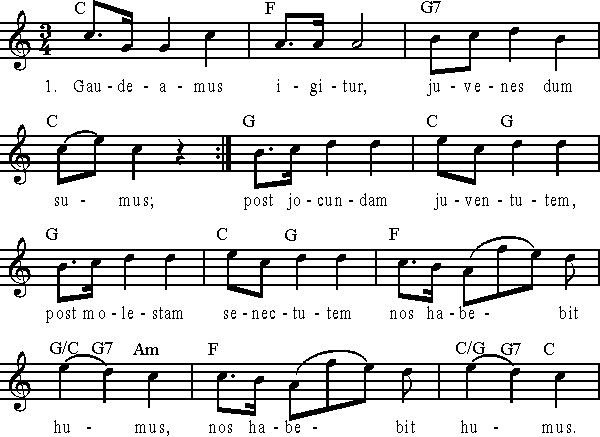 C F G7
1. Gau - de - a - mus i - gi - tur, ju - ve - nes dum
C G C G
su - mus; post jo - cun - dam ju - ven - tu - tem,
G C G F
post mo - le - stam se - nec - tu - tem nos ha - be - bit
G/C G7 Am F C/G G7 C
hu - mus, nos ha - be - bit hu - mus.